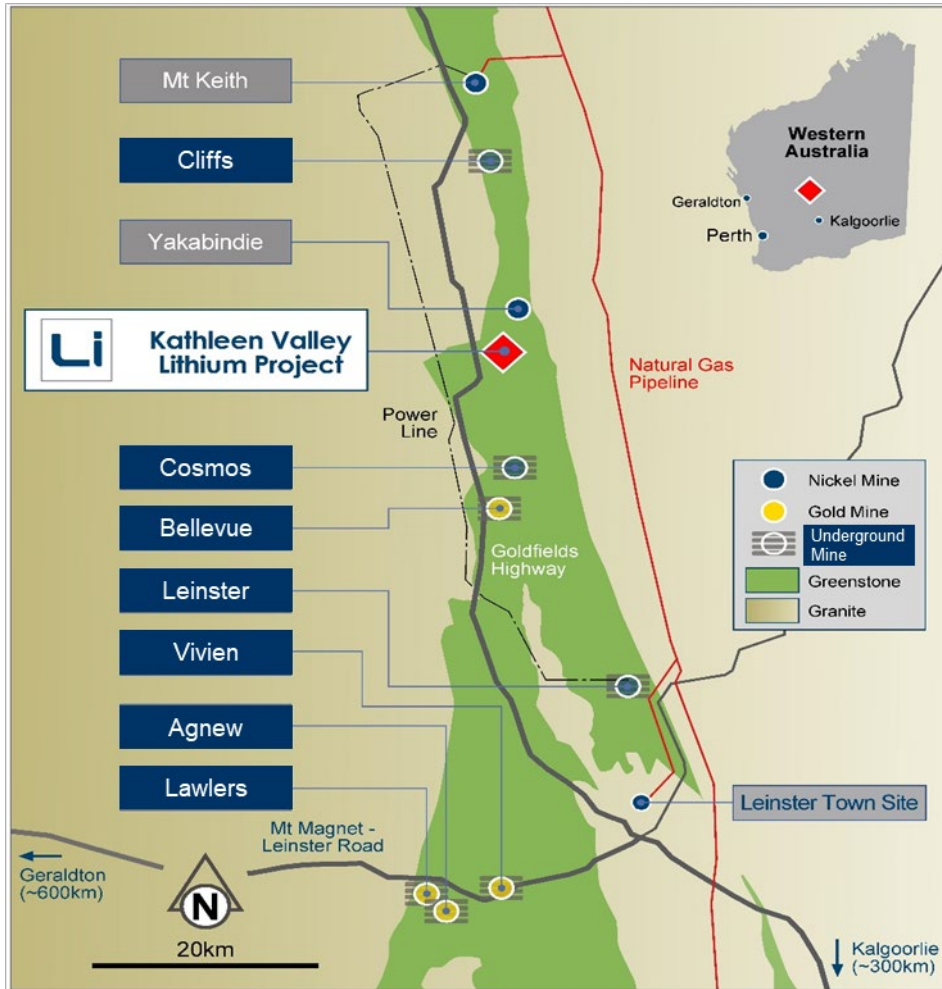 Mt Keith
Cliffs
Yakabindie
Li
Kathleen Valley
Lithium Project
Cosmos
Bellevue
Leinster
Vivien
Agnew
Lawlers
Western
Australia
Geraldton
Kalgoorlie
Perth
Natural Gas
Pipeline
Power
Line
Goldfields
Highway
Nickel Mine
Gold Mine
Underground
Mine
Greenstone
Granite
Leinster Town Site
Mt Magnet -
Leinster Road
Geraldton
(~600km)
N
20km
Kalgoorlie
(~300km)